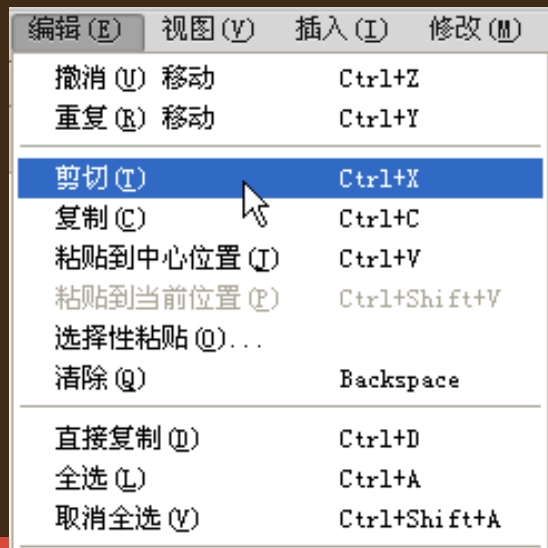 编辑(E) 视图(V) 插入(I) 修改(M)
撤消(U) 移动 Ctrl+Z
重复(R) 移动 Ctrl+Y
剪切(T) Ctrl+X
复制(C) Ctrl+C
粘贴到中心位置(J) Ctrl+V
粘贴到当前位置(P) Ctrl+Shift+V
选择性粘贴(O)...
清除(Q) Backspace
直接复制(D) Ctrl+D
全选(L) Ctrl+A
取消全选(V) Ctrl+Shift+A